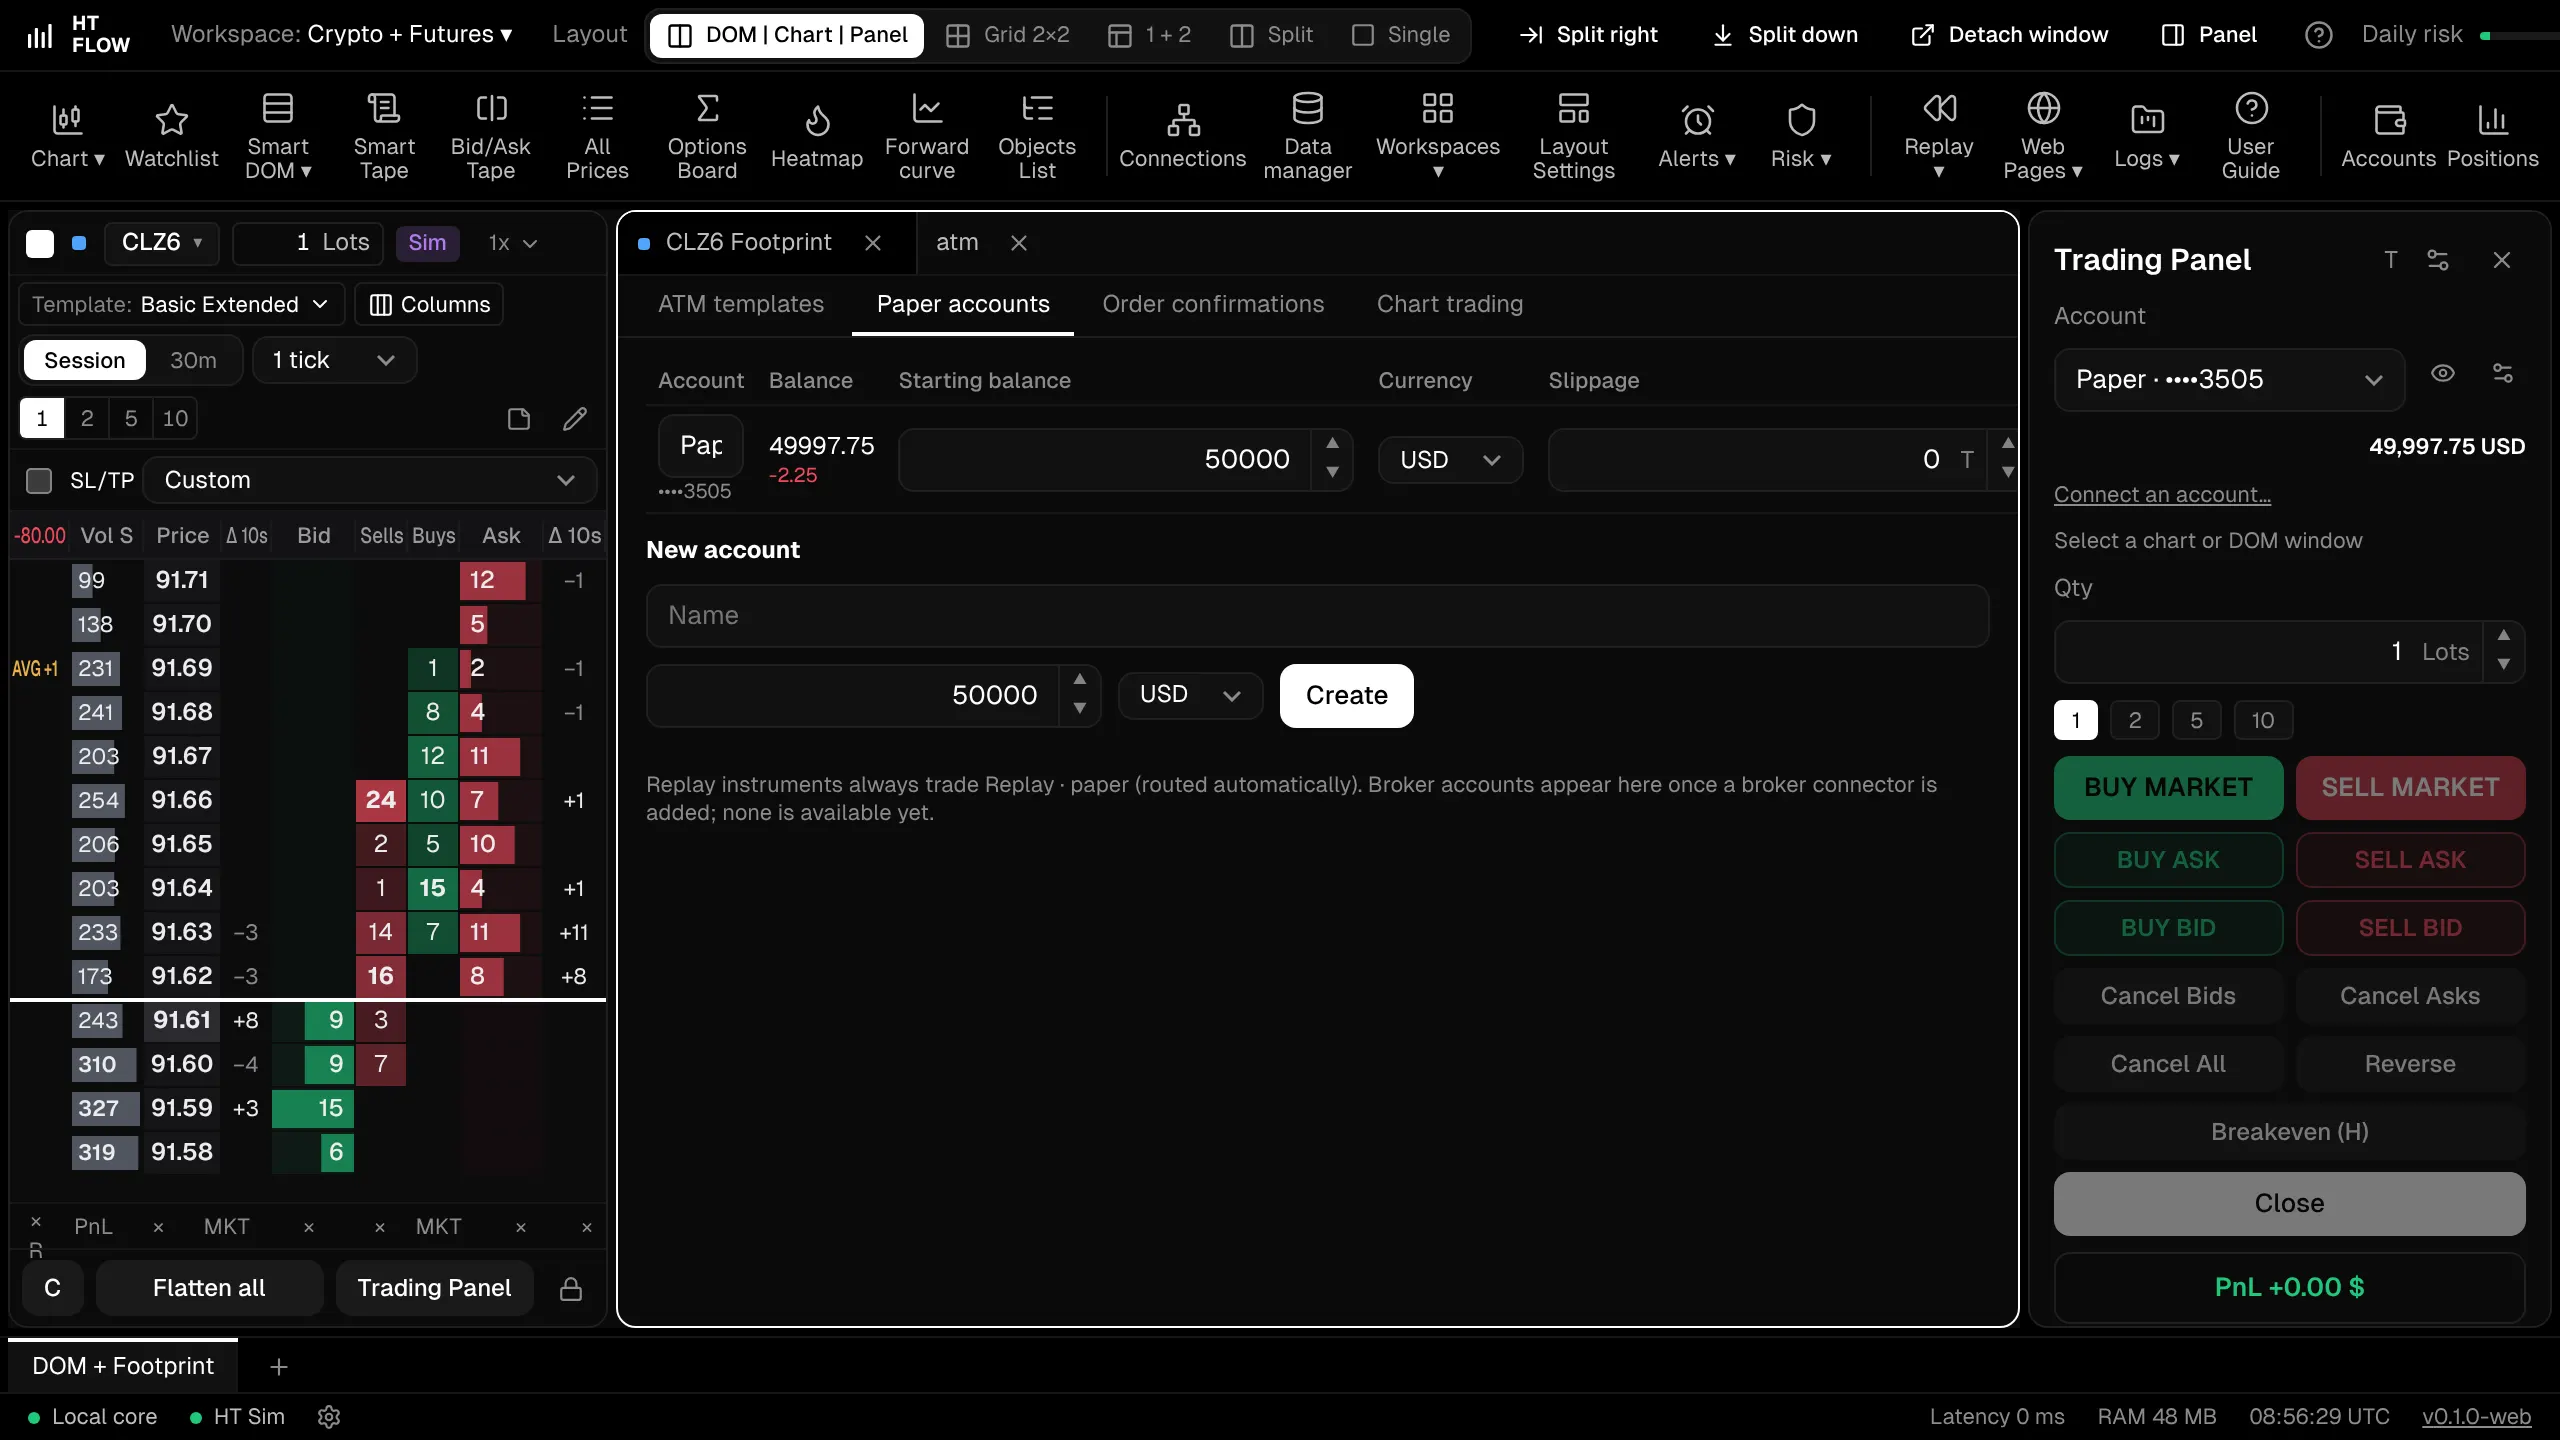 HT FLOW
Workspace: Crypto + Futures ▾
Layout
DOM | Chart | Panel
Grid 2×2
1 + 2
Split
Single
Split right
Split down
Detach window
Panel
Daily risk
Chart ▾
Watchlist
Smart DOM ▾
Smart Tape
Bid/Ask Tape
All Prices
Options Board
Heatmap
Forward curve
Objects List
Connections
Data manager
Workspaces ▾
Layout Settings
Alerts ▾
Risk ▾
Replay ▾
Web Pages ▾
Logs ▾
User Guide
Accounts
Positions
CLZ6 ▾
1 Lots
Sim
1x
Template: Basic Extended
Columns
Session
30m
1 tick
1 2 5 10
SL/TP
Custom
-80.00 Vol S Price Δ 10s Bid Sells Buys Ask Δ 10s
99 91.71 12 −1
138 91.70 5
AVG +1 231 91.69 1 2 −1
241 91.68 8 4 −1
203 91.67 12 11
254 91.66 24 10 7 +1
206 91.65 2 5 10
203 91.64 1 15 4 +1
233 91.63 −3 14 7 11 +11
173 91.62 −3 16 8 +8
243 91.61 +8 9 3
310 91.60 −4 9 7
327 91.59 +3 15
319 91.58 6
× PnL × MKT × × MKT × ×
C
Flatten all
Trading Panel
CLZ6 Footprint
atm
ATM templates
Paper accounts
Order confirmations
Chart trading
Account Balance Starting balance Currency Slippage
Pap 49997.75 50000 USD 0 T
••••3505 -2.25
New account
Name
50000
USD
Create
Replay instruments always trade Replay · paper (routed automatically). Broker accounts appear here once a broker connector is
added; none is available yet.
Trading Panel
T
Account
Paper · ••••3505
49,997.75 USD
Connect an account…
Select a chart or DOM window
Qty
1 Lots
1 2 5 10
BUY MARKET
SELL MARKET
BUY ASK
SELL ASK
BUY BID
SELL BID
Cancel Bids
Cancel Asks
Cancel All
Reverse
Breakeven (H)
Close
PnL +0.00 $
DOM + Footprint
+
Local core
HT Sim
Latency 0 ms
RAM 48 MB
08:56:29 UTC
v0.1.0-web